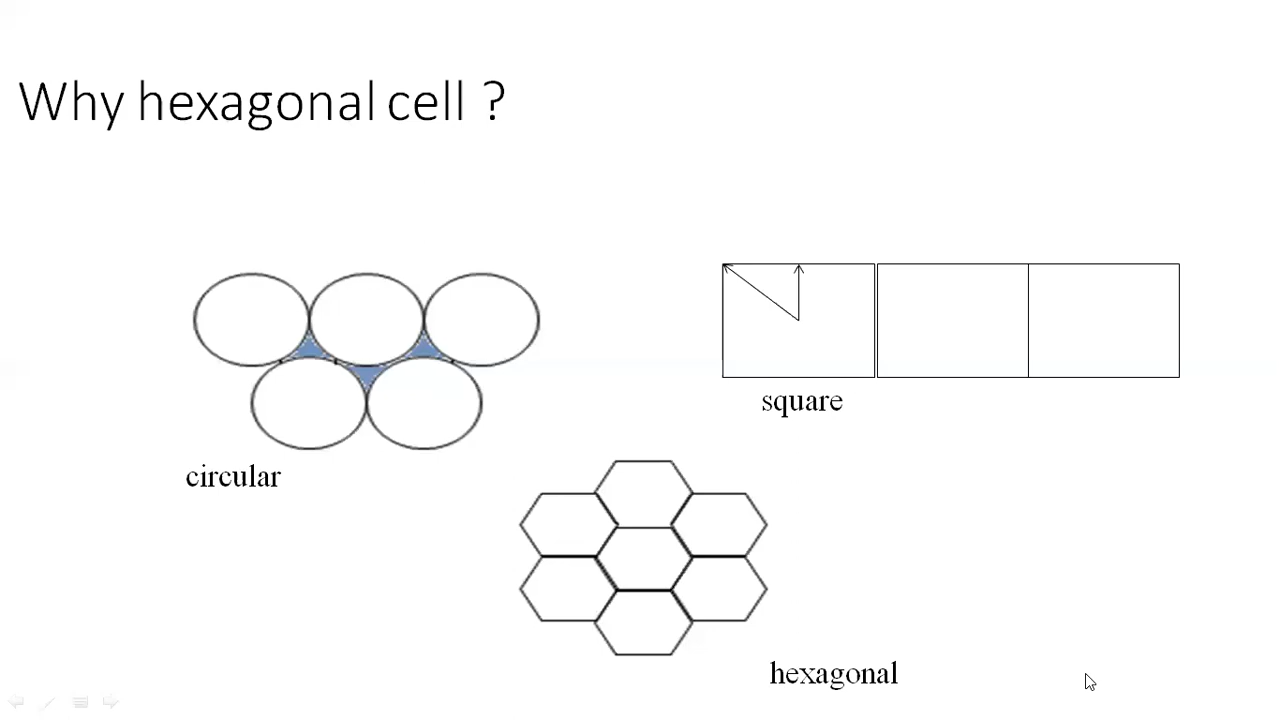 Why hexagonal cell ?
square
circular
hexagonal